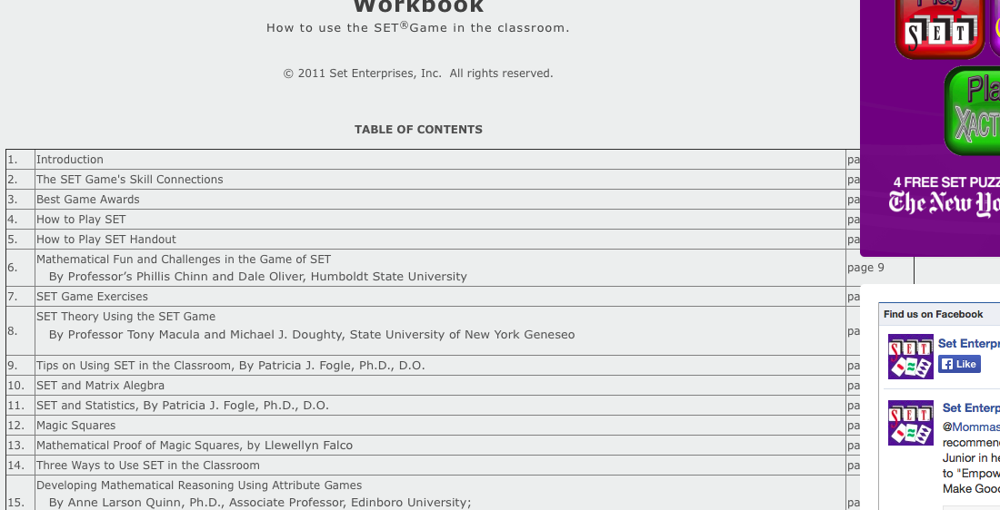 Workbook
How to use the SET®Game in the classroom.
© 2011 Set Enterprises, Inc. All rights reserved.
TABLE OF CONTENTS
1. Introduction pa
2. The SET Game's Skill Connections pa
3. Best Game Awards pa
4. How to Play SET pa
5. How to Play SET Handout pa
Mathematical Fun and Challenges in the Game of SET
6. By Professor’s Phillis Chinn and Dale Oliver, Humboldt State University page 9
7. SET Game Exercises pa
SET Theory Using the SET Game
8. By Professor Tony Macula and Michael J. Doughty, State University of New York Geneseo pa
9. Tips on Using SET in the Classroom, By Patricia J. Fogle, Ph.D., D.O. pa
10. SET and Matrix Alegbra pa
11. SET and Statistics, By Patricia J. Fogle, Ph.D., D.O. pa
12. Magic Squares pa
13. Mathematical Proof of Magic Squares, by Llewellyn Falco pa
14. Three Ways to Use SET in the Classroom pa
Developing Mathematical Reasoning Using Attribute Games
15. By Anne Larson Quinn, Ph.D., Associate Professor, Edinboro University; pa
Play
SET
Pla
XACT
4 FREE SET PUZZ
The New Yo
Find us on Facebook
SET
Set Enterpr
Like
SET
Set Enterp
@Mommas
recommen
Junior in he
to "Empow
Make Good